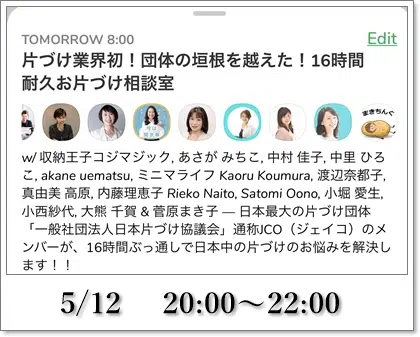 TOMORROW 8:00
Edit
片づけ業界初！団体の垣根を越えた！16時間
耐久お片づけ相談室
まきちんぐ
w/ 収納王子コジマジック, あさが みちこ, 中村 佳子, 中里 ひろ
こ, akane uematsu, ミニマライフ Kaoru Koumura, 渡辺奈都子,
真由美 高原, 内藤理恵子 Rieko Naito, Satomi Oono, 小堀 愛生,
小西紗代, 大熊 千賀 & 菅原まき子 — 日本最大の片づけ団体
「一般社団法人日本片づけ協議会」通称JCO（ジェイコ）のメ
ンバーが、16時間ぶっ通しで日本中の片づけのお悩みを解決し
ます！！
5/12 20:00〜22:00